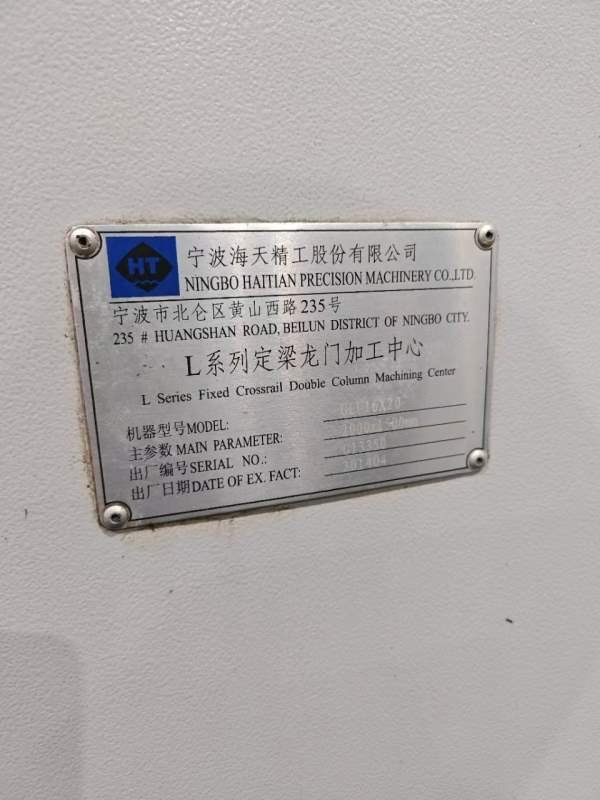 HT
宁波海天精工股份有限公司
NINGBO HAITIAN PRECISION MACHINERY CO.,LTD.
宁波市北仑区黄山西路235号
235 # HUANGSHAN ROAD, BEILUN DISTRICT OF NINGBO CITY.
L系列定梁龙门加工中心
L Series Fixed Crossrail Double Column Machining Center
机器型号MODEL:
主参数MAIN PARAMETER:
出厂编号SERIAL NO.:
出厂日期DATE OF EX. FACT: